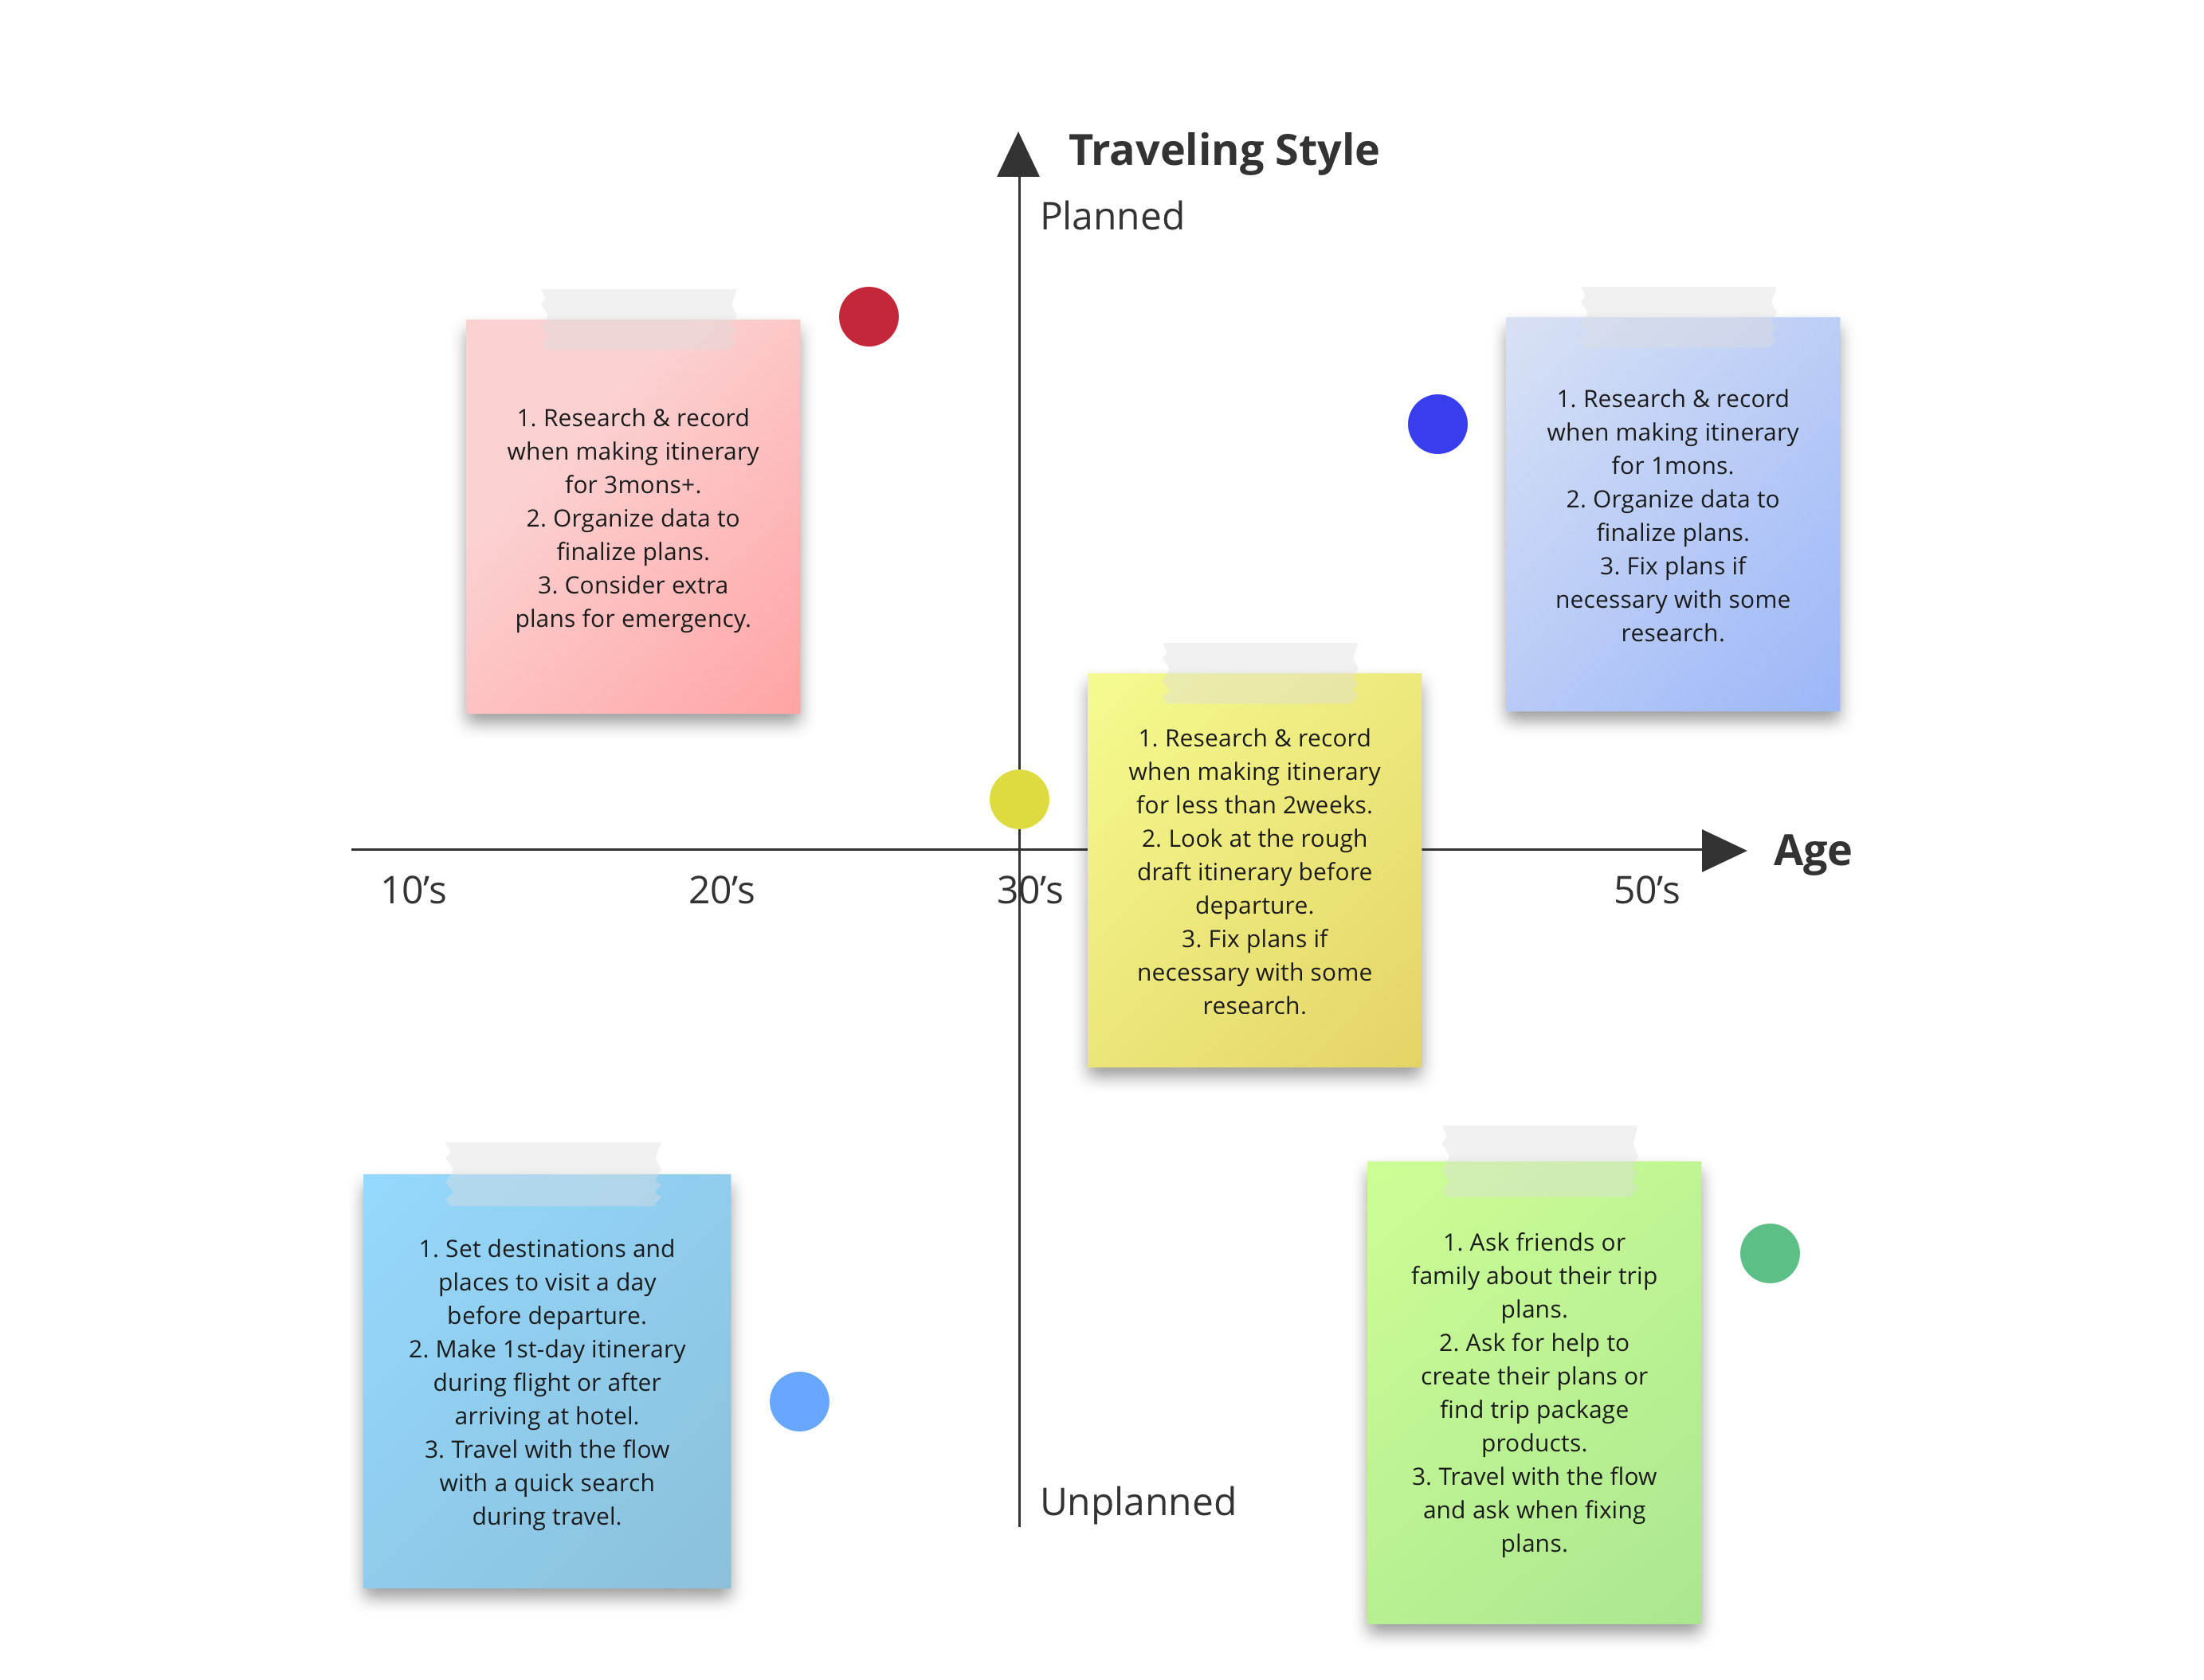 Traveling Style
Planned
1. Research & record
when making itinerary
for 3mons+.
2. Organize data to
finalize plans.
3. Consider extra
plans for emergency.
1. Research & record
when making itinerary
for 1mons.
2. Organize data to
finalize plans.
3. Fix plans if
necessary with some
research.
1. Research & record
when making itinerary
for less than 2weeks.
2. Look at the rough
draft itinerary before
departure.
3. Fix plans if
necessary with some
research.
Age
10’s
20’s
30’s
50’s
1. Set destinations and
places to visit a day
before departure.
2. Make 1st-day itinerary
during flight or after
arriving at hotel.
3. Travel with the flow
with a quick search
during travel.
1. Ask friends or
family about their trip
plans.
2. Ask for help to
create their plans or
find trip package
products.
3. Travel with the flow
and ask when fixing
plans.
Unplanned